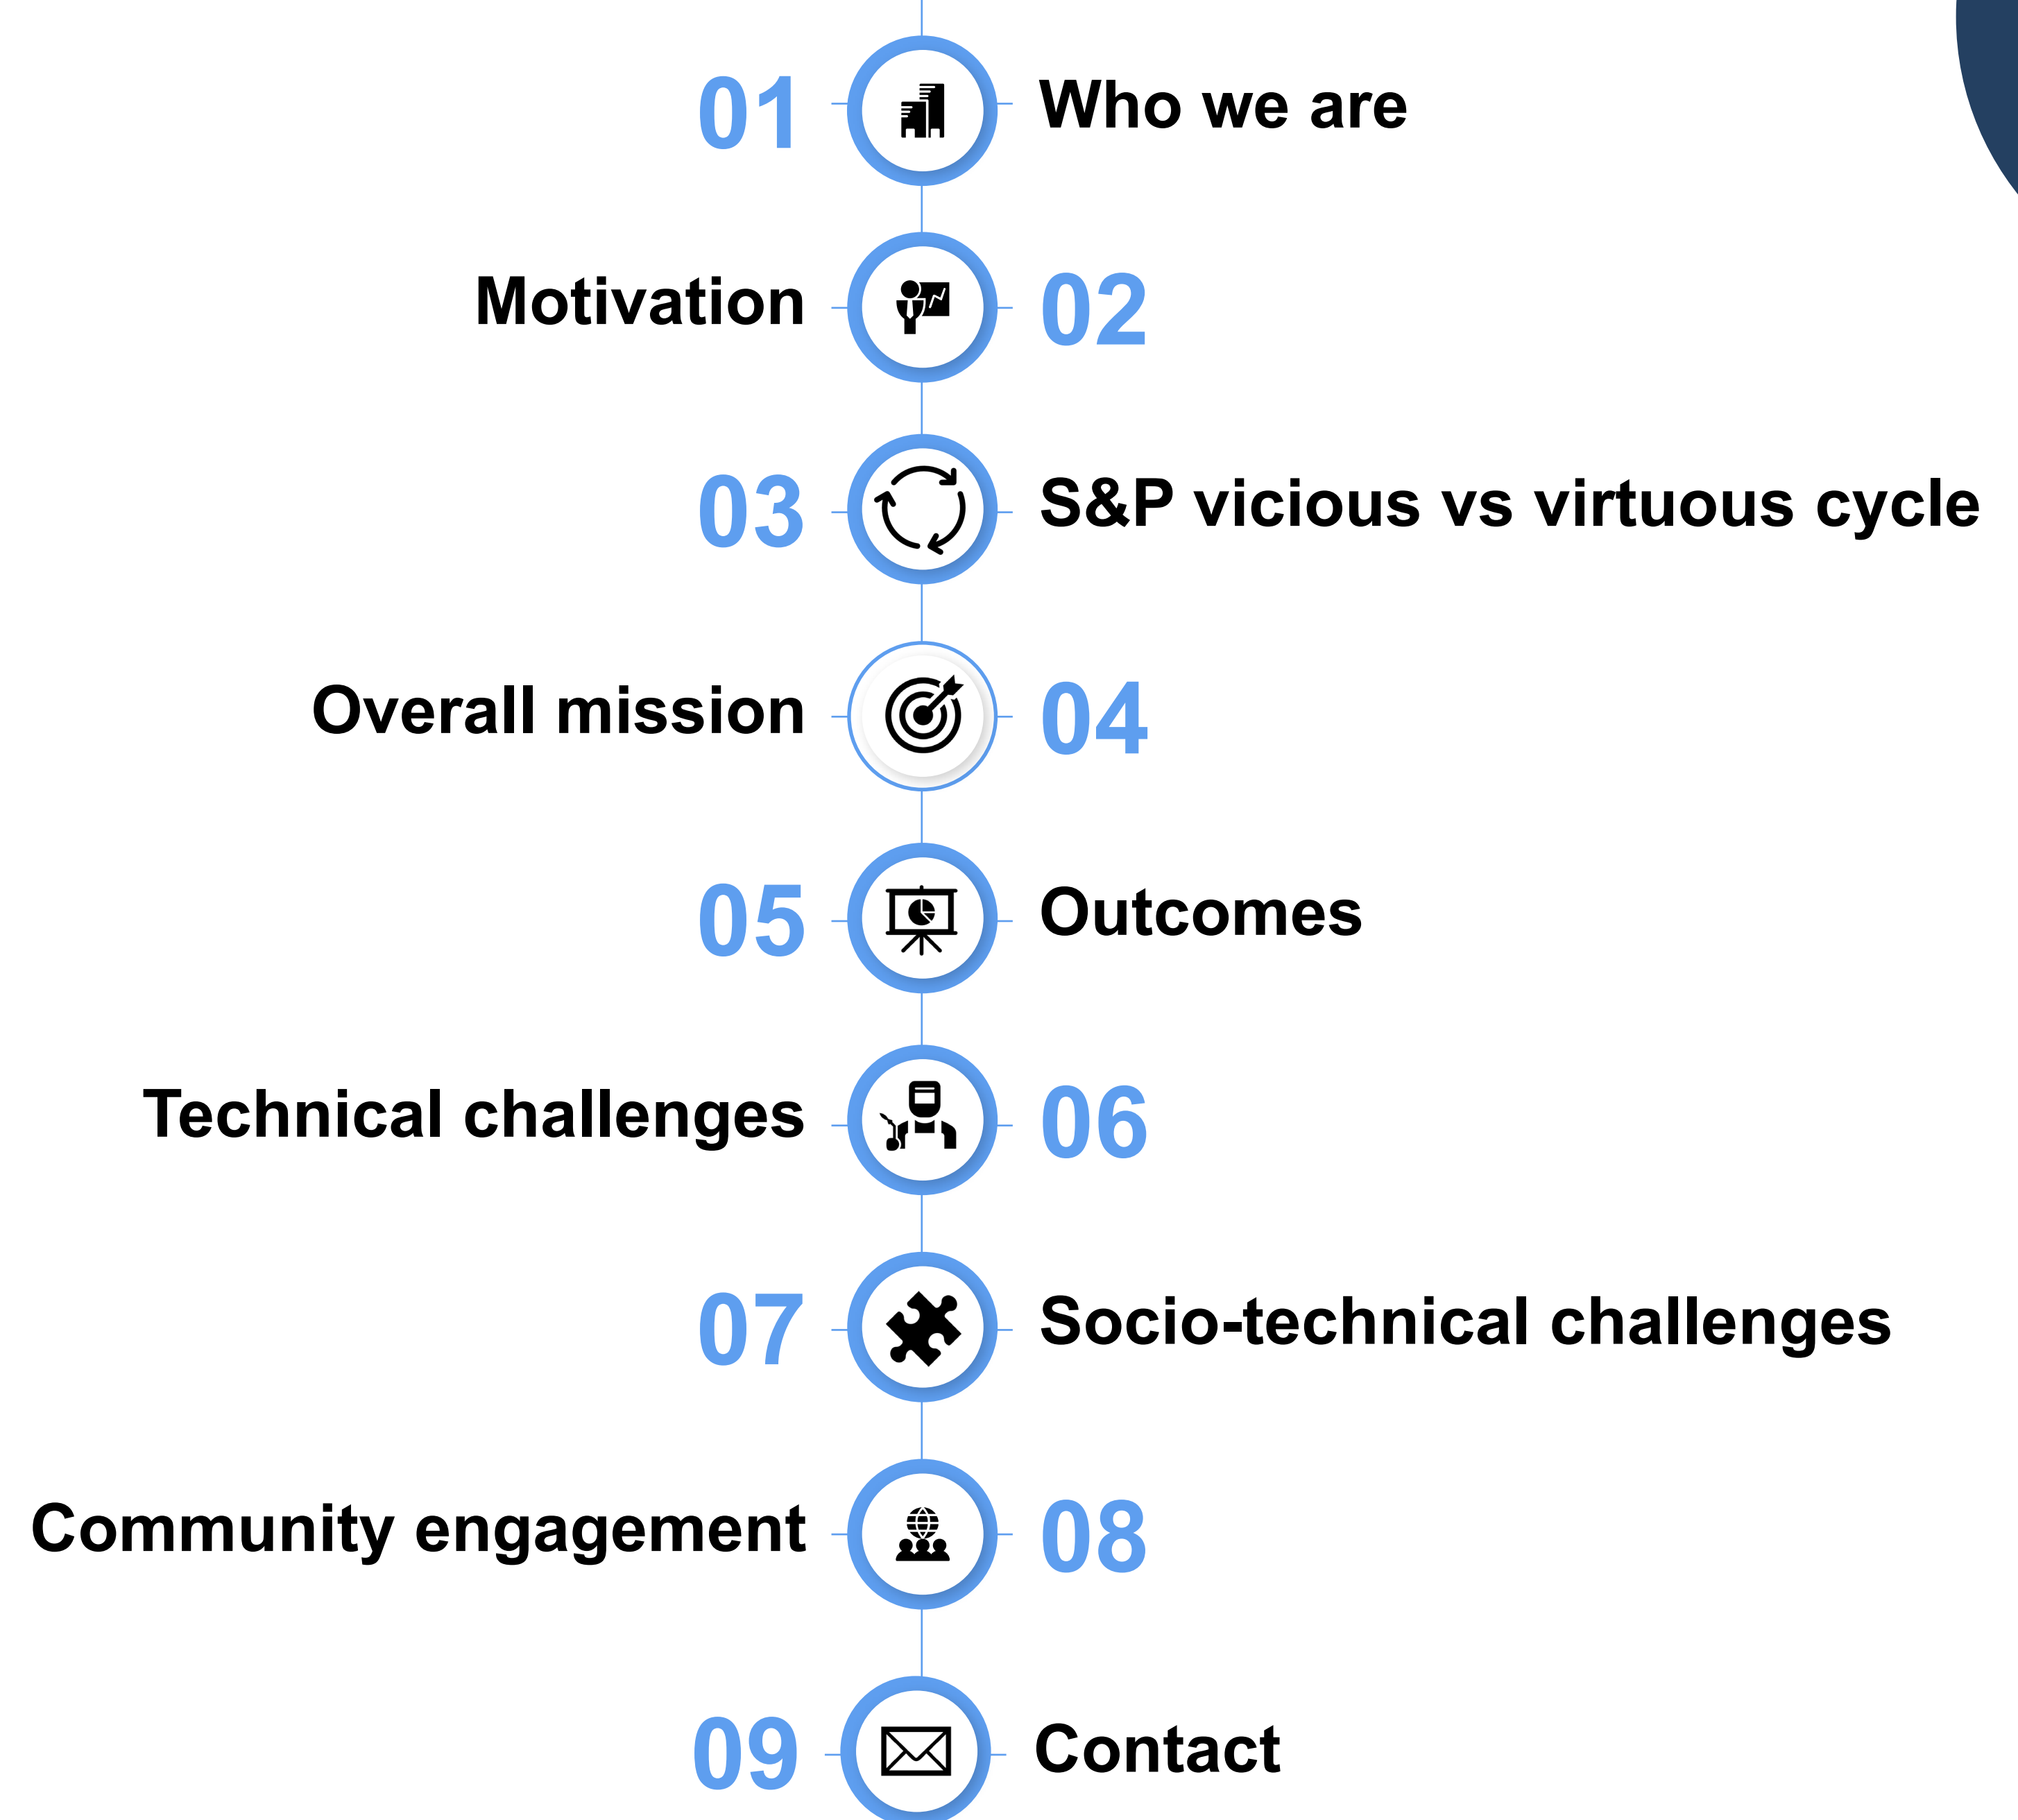 01 Who we are
Motivation 02
03 S&P vicious vs virtuous cycle
Overall mission 04
05 Outcomes
Technical challenges 06
07 Socio-technical challenges
Community engagement 08
09 Contact